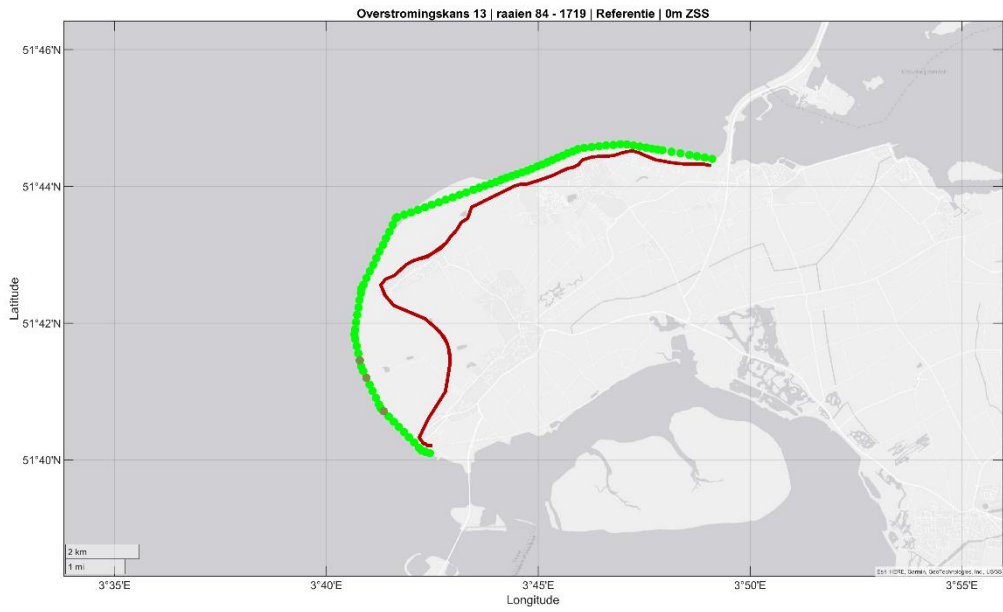 Overstromingskans 13 | raaien 84 - 1719 | Referentie | 0m ZSS
51°46'N
51°44'N
51°42'N
51°40'N
Latitude
2 km
1 mi
Esri, HERE, Garmin, GeoTechnologies, Inc., USGS
3°35'E
3°40'E
3°45'E
3°50'E
3°55'E
Longitude